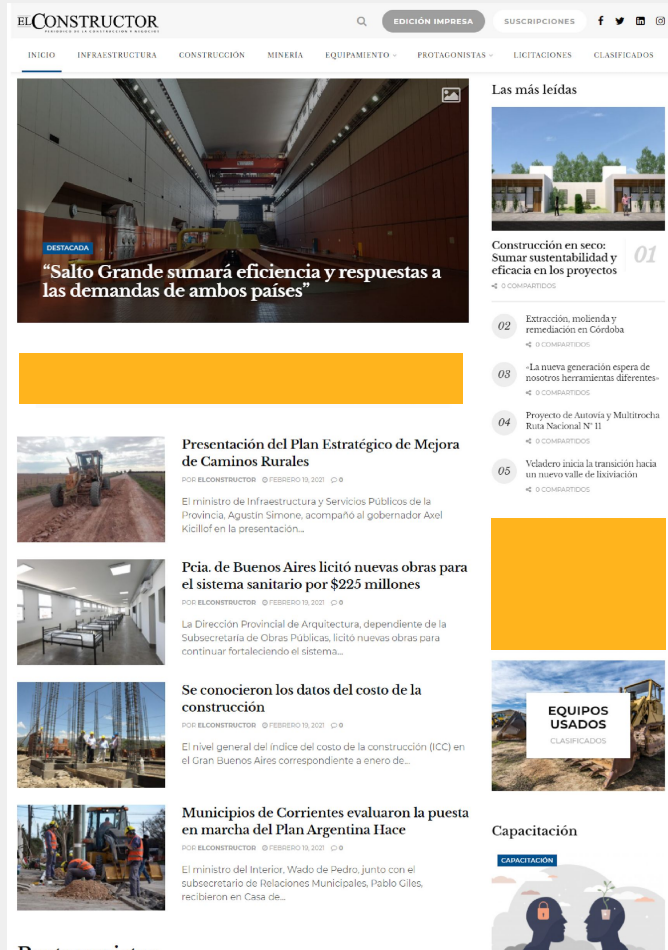 ELCONSTRUCTOR
PERIÓDICO DE LA CONSTRUCCIÓN Y NEGOCIOS
EDICIÓN IMPRESA
SUSCRIPCIONES
INICIO INFRAESTRUCTURA CONSTRUCCIÓN MINERÍA EQUIPAMIENTO PROTAGONISTAS LICITACIONES CLASIFICADOS
DESTACADA
“Salto Grande sumará eficiencia y respuestas a
las demandas de ambos países”
Presentación del Plan Estratégico de Mejora
de Caminos Rurales
POR ELCONSTRUCTOR FEBRERO 19, 2021 0
El ministro de Infraestructura y Servicios Públicos de la
Provincia, Agustín Simone, acompañó al gobernador Axel
Kicillof en la presentación...
Pcia. de Buenos Aires licitó nuevas obras para
el sistema sanitario por $225 millones
POR ELCONSTRUCTOR FEBRERO 19, 2021 0
La Dirección Provincial de Arquitectura, dependiente de la
Subsecretaría de Obras Públicas, licitó nuevas obras para
continuar fortaleciendo el sistema...
Se conocieron los datos del costo de la
construcción
POR ELCONSTRUCTOR FEBRERO 19, 2021 0
El nivel general del índice del costo de la construcción (ICC) en
el Gran Buenos Aires correspondiente a enero de...
Municipios de Corrientes evaluaron la puesta
en marcha del Plan Argentina Hace
POR ELCONSTRUCTOR FEBRERO 19, 2021 0
El ministro del Interior, Wado de Pedro, junto con el
subsecretario de Relaciones Municipales, Pablo Giles,
recibieron en Casa de...
Las más leídas
Construcción en seco:
Sumar sustentabilidad y
eficacia en los proyectos
01
0 COMPARTIDOS
02
Extracción, molienda y
remediación en Córdoba
0 COMPARTIDOS
03
«La nueva generación espera de
nosotros herramientas diferentes»
0 COMPARTIDOS
04
Proyecto de Autovía y Multitrocha
Ruta Nacional N° 11
0 COMPARTIDOS
05
Veladero inicia la transición hacia
un nuevo valle de lixiviación
0 COMPARTIDOS
EQUIPOS
USADOS
CLASIFICADOS
Capacitación
CAPACITACIÓN